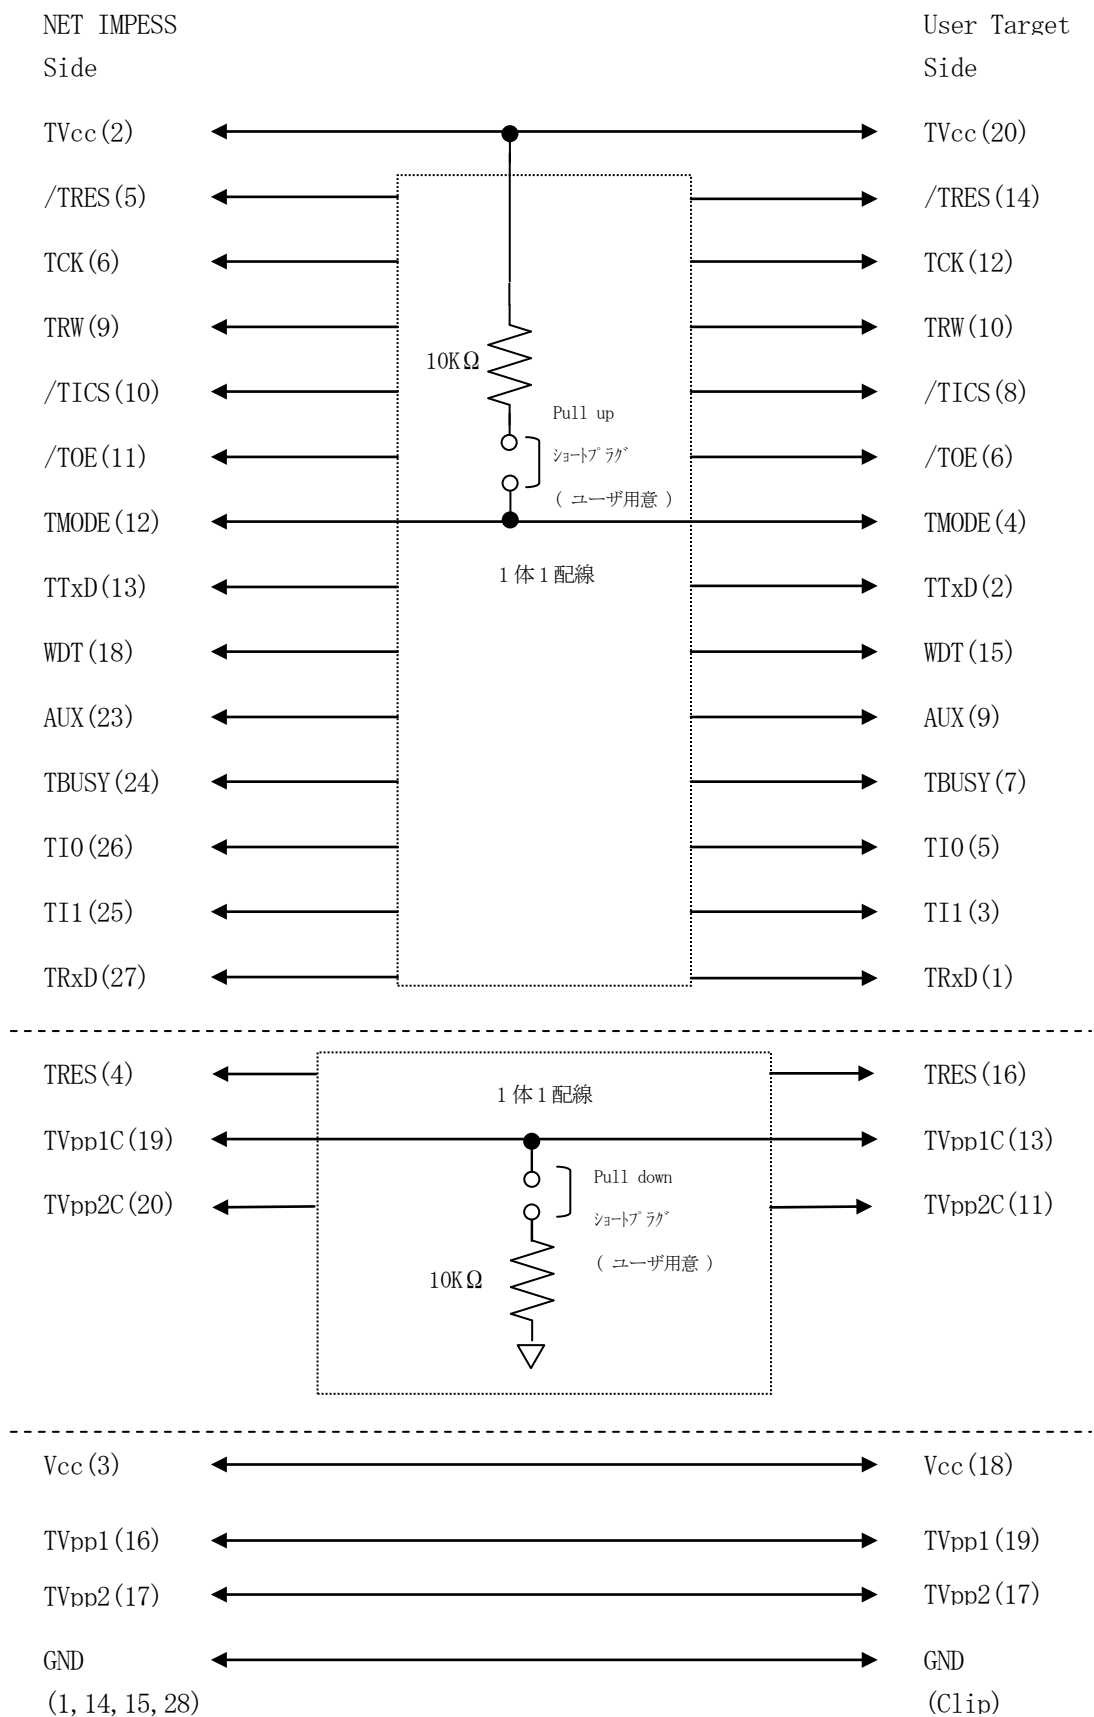 NET IMPESS
Side
User Target
Side
TVcc(2)
TVcc(20)
/TRES(5)
/TRES(14)
TCK(6)
TCK(12)
TRW(9)
TRW(10)
10KΩ
/TICS(10)
/TICS(8)
Pull up
/TOE(11)
ｼｮｰﾄﾌﾟﾗｸﾞ
/TOE(6)
( ユーザ用意 )
TMODE(12)
TMODE(4)
1体1配線
TTxD(13)
TTxD(2)
WDT(18)
WDT(15)
AUX(23)
AUX(9)
TBUSY(24)
TBUSY(7)
TI0(26)
TI0(5)
TI1(25)
TI1(3)
TRxD(27)
TRxD(1)
TRES(4)
TRES(16)
1体1配線
TVpp1C(19)
TVpp1C(13)
Pull down
TVpp2C(20)
TVpp2C(11)
ｼｮｰﾄﾌﾟﾗｸﾞ
( ユーザ用意 )
10KΩ
Vcc(3)
Vcc(18)
TVpp1(16)
TVpp1(19)
TVpp2(17)
TVpp2(17)
GND
(1,14,15,28)
GND
(Clip)